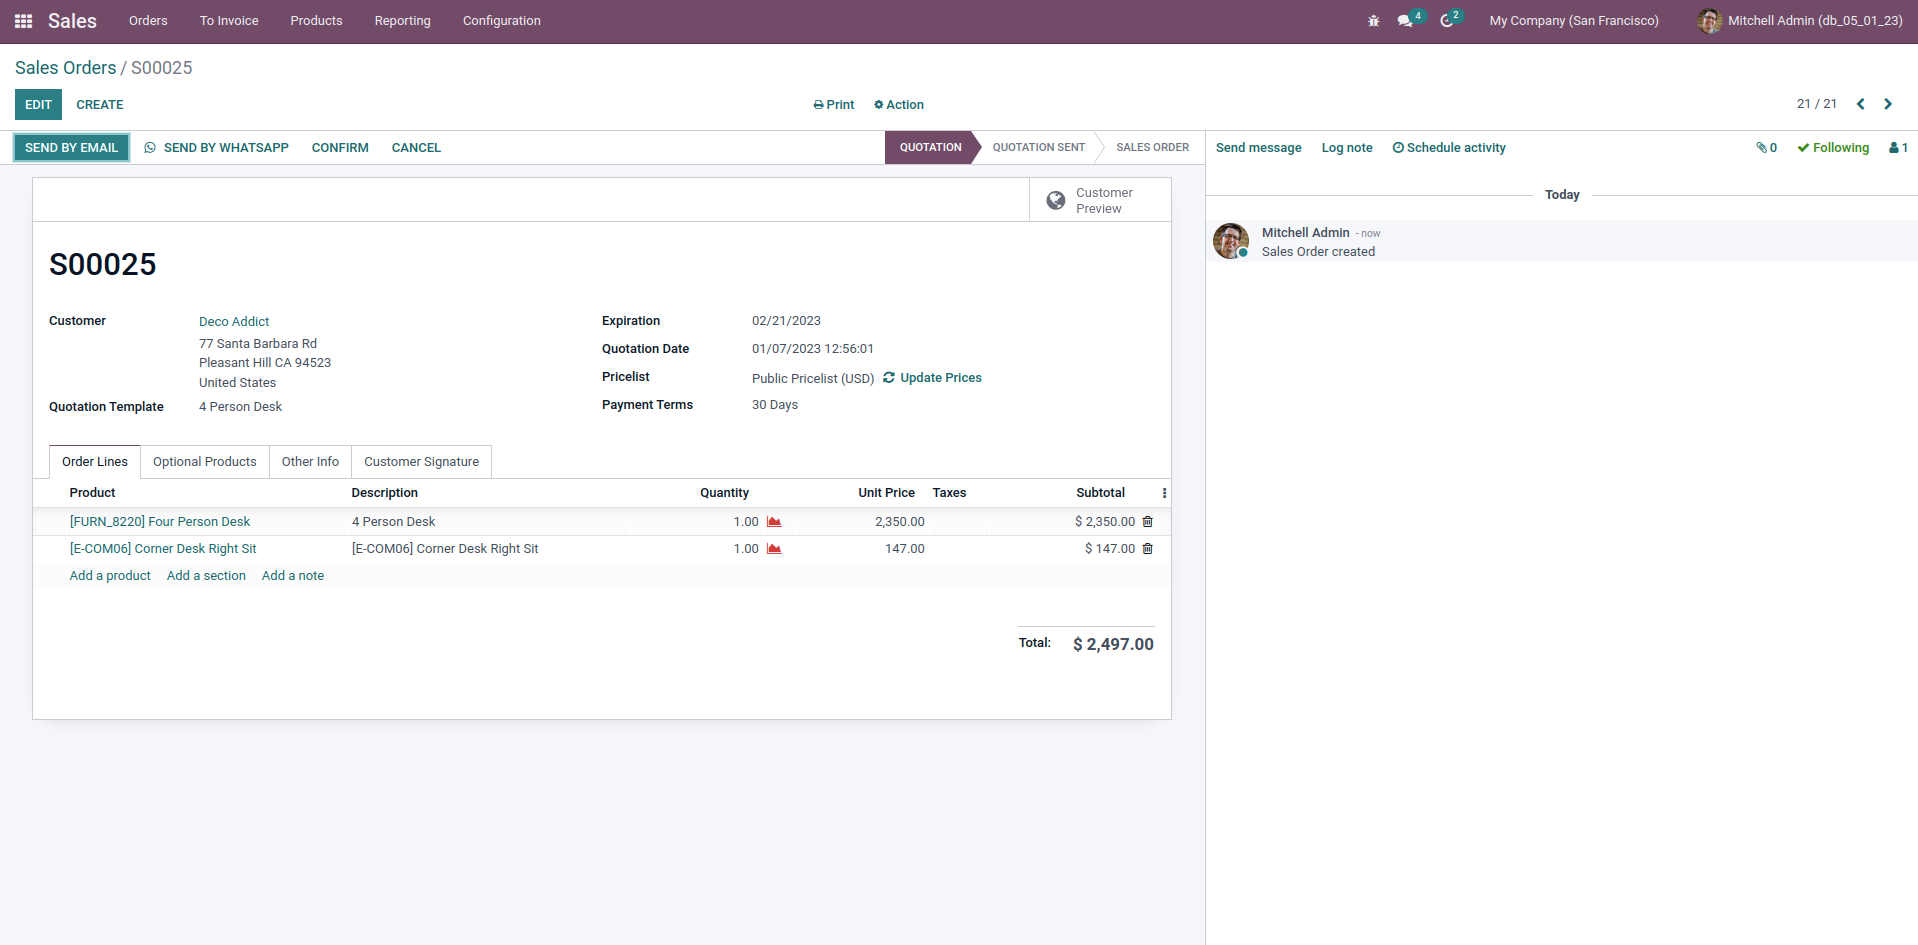 Sales Orders To Invoice Products Reporting Configuration 4 2 My Company (San Francisco) Mitchell Admin (db_05_01_23)
Sales Orders / S00025
EDIT CREATE Print Action 21 / 21
SEND BY EMAIL SEND BY WHATSAPP CONFIRM CANCEL QUOTATION QUOTATION SENT SALES ORDER
Send message Log note Schedule activity 0 Following 1
Customer
Preview
Today
Mitchell Admin - now
Sales Order created
S00025
Customer Deco Addict
77 Santa Barbara Rd
Pleasant Hill CA 94523
United States
Quotation Template 4 Person Desk
Expiration 02/21/2023
Quotation Date 01/07/2023 12:56:01
Pricelist Public Pricelist (USD) Update Prices
Payment Terms 30 Days
Order Lines Optional Products Other Info Customer Signature
Product Description Quantity Unit Price Taxes Subtotal
[FURN_8220] Four Person Desk 4 Person Desk 1.00 2,350.00 $ 2,350.00
[E-COM06] Corner Desk Right Sit [E-COM06] Corner Desk Right Sit 1.00 147.00 $ 147.00
Add a product Add a section Add a note
Total: $ 2,497.00